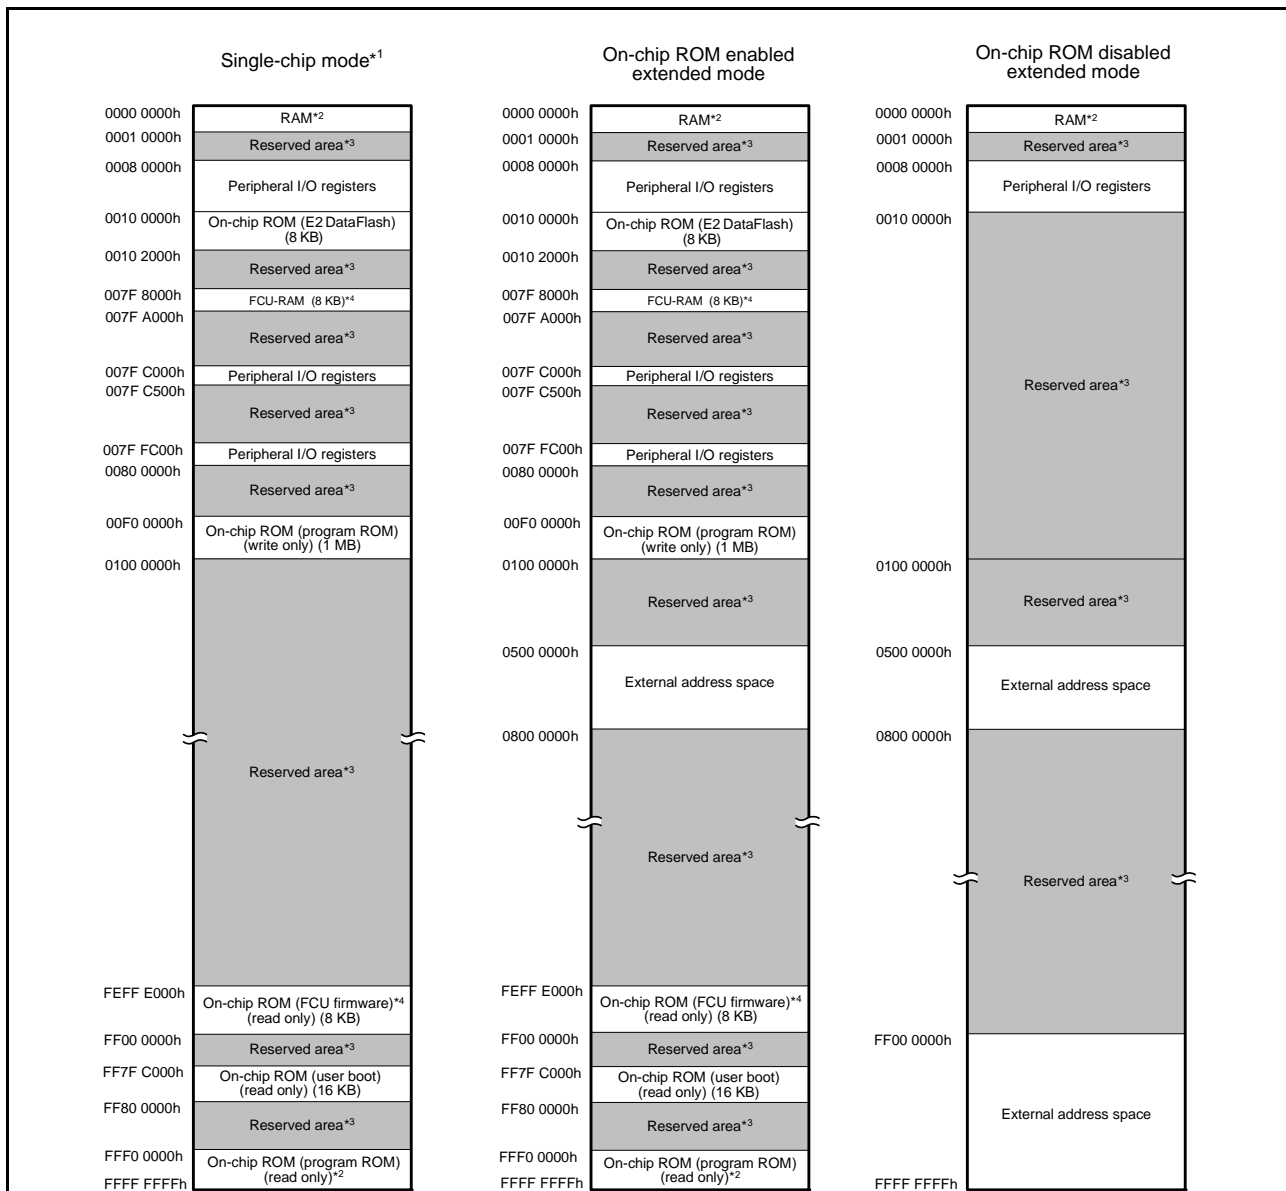 Single-chip mode*1
0000 0000h
RAM*2
0001 0000h
Reserved area*3
0008 0000h
Peripheral I/O registers
0010 0000h
On-chip ROM (E2 DataFlash)
(8 KB)
0010 2000h
Reserved area*3
007F 8000h
FCU-RAM (8 KB)*4
007F A000h
Reserved area*3
007F C000h
Peripheral I/O registers
007F C500h
Reserved area*3
007F FC00h
Peripheral I/O registers
0080 0000h
Reserved area*3
00F0 0000h
On-chip ROM (program ROM)
(write only) (1 MB)
0100 0000h
Reserved area*3
FEFF E000h
On-chip ROM (FCU firmware)*4
(read only) (8 KB)
FF00 0000h
Reserved area*3
FF7F C000h
On-chip ROM (user boot)
(read only) (16 KB)
FF80 0000h
Reserved area*3
FFF0 0000h
On-chip ROM (program ROM)
(read only)*2
FFFF FFFFh
On-chip ROM enabled
extended mode
0000 0000h
RAM*2
0001 0000h
Reserved area*3
0008 0000h
Peripheral I/O registers
0010 0000h
On-chip ROM (E2 DataFlash)
(8 KB)
0010 2000h
Reserved area*3
007F 8000h
FCU-RAM (8 KB)*4
007F A000h
Reserved area*3
007F C000h
Peripheral I/O registers
007F C500h
Reserved area*3
007F FC00h
Peripheral I/O registers
0080 0000h
Reserved area*3
00F0 0000h
On-chip ROM (program ROM)
(write only) (1 MB)
0100 0000h
Reserved area*3
0500 0000h
External address space
0800 0000h
Reserved area*3
FEFF E000h
On-chip ROM (FCU firmware)*4
(read only) (8 KB)
FF00 0000h
Reserved area*3
FF7F C000h
On-chip ROM (user boot)
(read only) (16 KB)
FF80 0000h
Reserved area*3
FFF0 0000h
On-chip ROM (program ROM)
(read only)*2
FFFF FFFFh
On-chip ROM disabled
extended mode
0000 0000h
RAM*2
0001 0000h
Reserved area*3
0008 0000h
Peripheral I/O registers
0010 0000h
Reserved area*3
0100 0000h
Reserved area*3
0500 0000h
External address space
0800 0000h
Reserved area*3
FF00 0000h
External address space
FFFF FFFFh